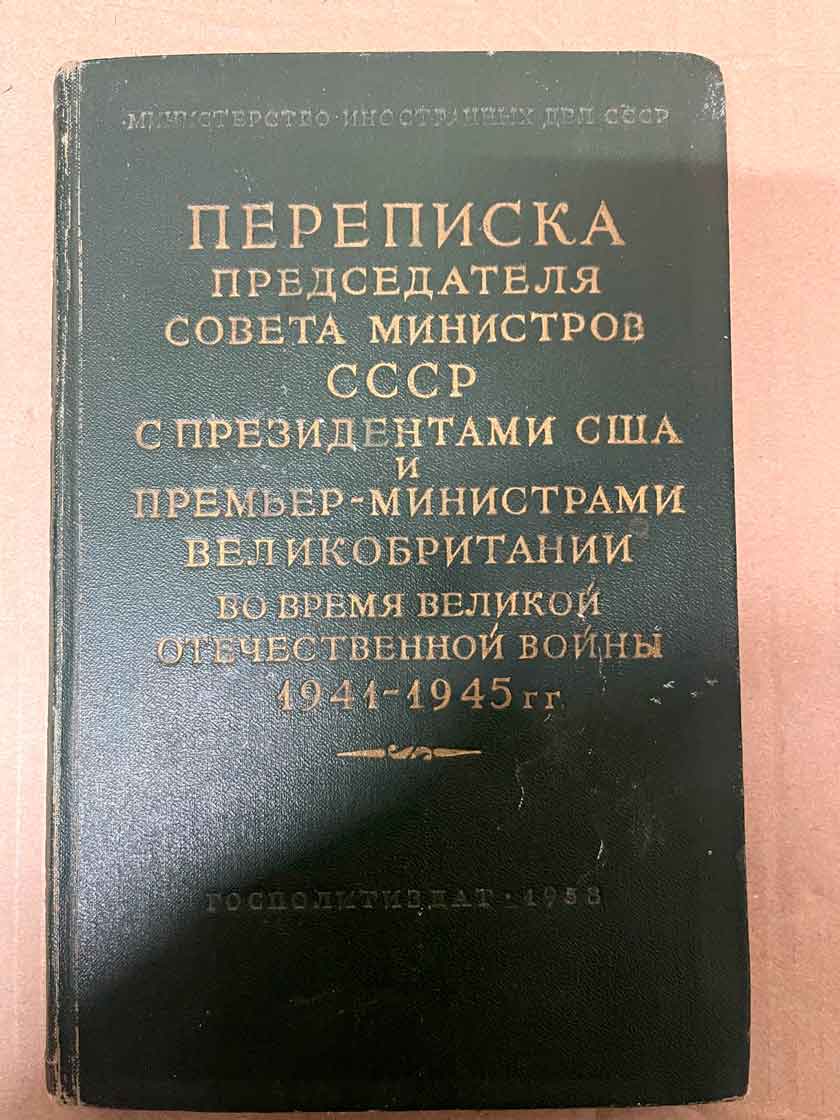 МИНИСТЕРСТВО ИНОСТРАННЫХ ДЕЛ СССР
ПЕРЕПИСКА
ПРЕДСЕДАТЕЛЯ
СОВЕТА МИНИСТРОВ
СССР
С ПРЕЗИДЕНТАМИ США
И
ПРЕМЬЕР-МИНИСТРАМИ
ВЕЛИКОБРИТАНИИ
ВО ВРЕМЯ ВЕЛИКОЙ
ОТЕЧЕСТВЕННОЙ ВОЙНЫ
1941-1945 гг.
ГОСПОЛИТИЗДАТ · 1958